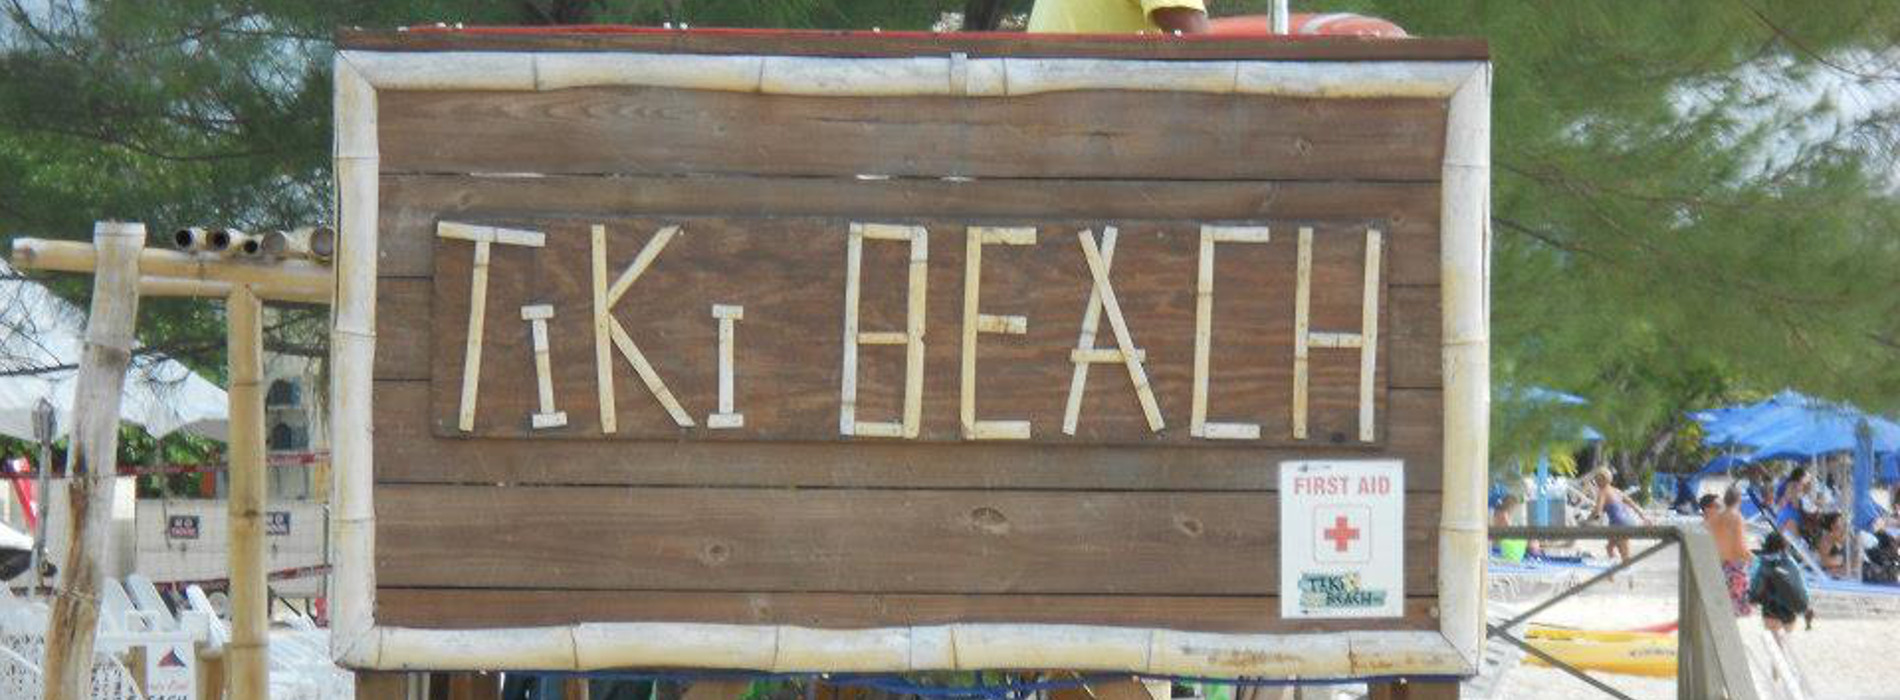 TiKi BEACH
FIRST AID
TIKI
BEACH